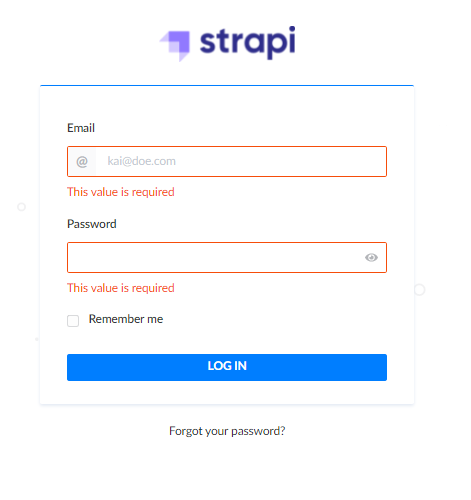 strapi
Email
@ kai@doe.com
This value is required
Password
This value is required
Remember me
LOG IN
Forgot your password?